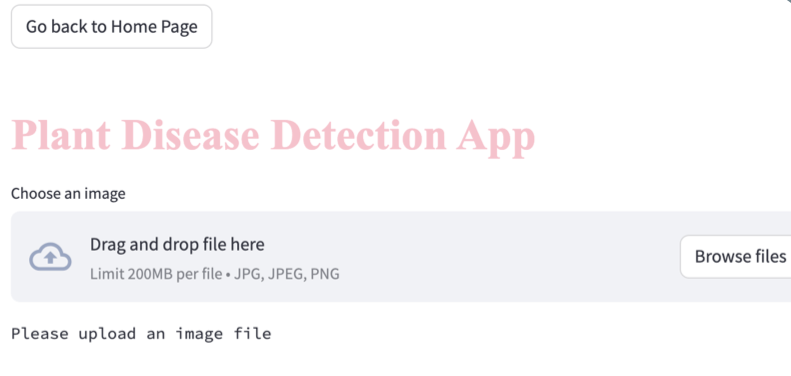 Go back to Home Page
Plant Disease Detection App
Choose an image
Drag and drop file here
Limit 200MB per file • JPG, JPEG, PNG
Browse files
Please upload an image file